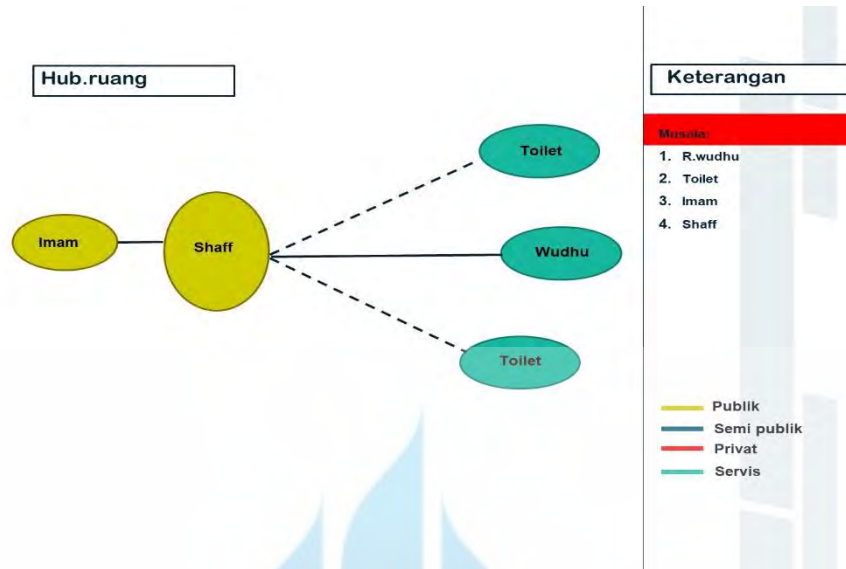 Hub.ruang
Keterangan
Toilet
Imam
Shaff
Wudhu
Toilet
Musala:
1. R.wudhu
2. Toilet
3. Imam
4. Shaff
Publik
Semi publik
Privat
Servis